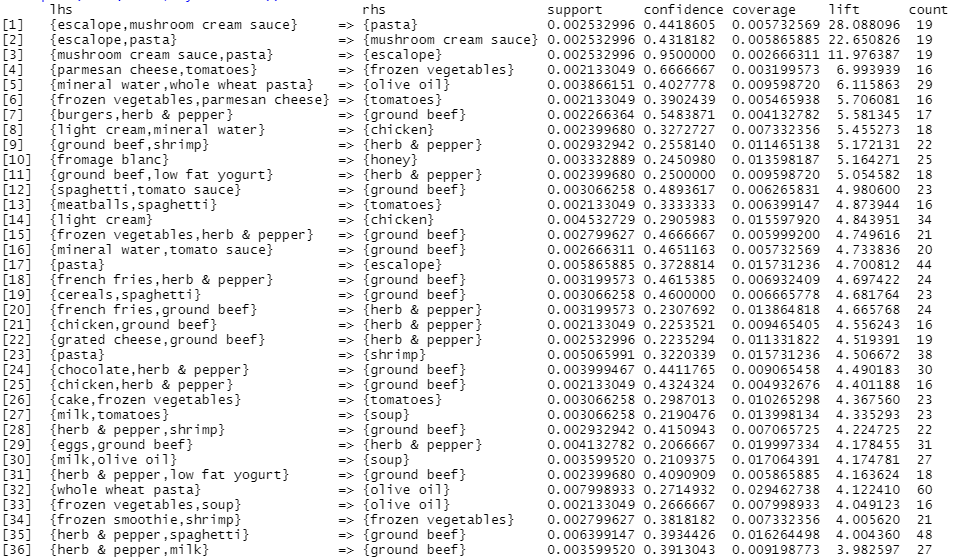 lhs rhs support confidence coverage lift count
[1] {escalope,mushroom cream sauce} => {pasta} 0.002532996 0.4418605 0.005732569 28.088096 19
[2] {escalope,pasta} => {mushroom cream sauce} 0.002532996 0.4318182 0.005865885 22.650826 19
[3] {mushroom cream sauce,pasta} => {escalope} 0.002532996 0.9500000 0.002666311 11.976387 19
[4] {parmesan cheese,tomatoes} => {frozen vegetables} 0.002133049 0.6666667 0.003199573 6.993939 16
[5] {mineral water,whole wheat pasta} => {olive oil} 0.003866151 0.4027778 0.009598720 6.115863 29
[6] {frozen vegetables,parmesan cheese} => {tomatoes} 0.002133049 0.3902439 0.005465938 5.706081 16
[7] {burgers,herb & pepper} => {ground beef} 0.002266364 0.5483871 0.004132782 5.581345 17
[8] {light cream,mineral water} => {chicken} 0.002399680 0.3272727 0.007332356 5.455273 18
[9] {ground beef,shrimp} => {herb & pepper} 0.002932942 0.2558140 0.011465138 5.172131 22
[10] {fromage blanc} => {honey} 0.003332889 0.2450980 0.013598187 5.164271 25
[11] {ground beef,low fat yogurt} => {herb & pepper} 0.002399680 0.2500000 0.009598720 5.054582 18
[12] {spaghetti,tomato sauce} => {ground beef} 0.003066258 0.4893617 0.006265831 4.980600 23
[13] {meatballs,spaghetti} => {tomatoes} 0.002133049 0.3333333 0.006399147 4.873944 16
[14] {light cream} => {chicken} 0.004532729 0.2905983 0.015597920 4.843951 34
[15] {frozen vegetables,herb & pepper} => {ground beef} 0.002799627 0.4666667 0.005999200 4.749616 21
[16] {mineral water,tomato sauce} => {ground beef} 0.002666311 0.4651163 0.005732569 4.733836 20
[17] {pasta} => {escalope} 0.005865885 0.3728814 0.015731236 4.700812 44
[18] {french fries,herb & pepper} => {ground beef} 0.003199573 0.4615385 0.006932409 4.697422 24
[19] {cereals,spaghetti} => {ground beef} 0.003066258 0.4600000 0.006665778 4.681764 23
[20] {french fries,ground beef} => {herb & pepper} 0.003199573 0.2307692 0.013864818 4.665768 24
[21] {chicken,ground beef} => {herb & pepper} 0.002133049 0.2253521 0.009465405 4.556243 16
[22] {grated cheese,ground beef} => {herb & pepper} 0.002532996 0.2235294 0.011331822 4.519391 19
[23] {pasta} => {shrimp} 0.005065991 0.3220339 0.015731236 4.506672 38
[24] {chocolate,herb & pepper} => {ground beef} 0.003999467 0.4411765 0.009065458 4.490183 30
[25] {chicken,herb & pepper} => {ground beef} 0.002133049 0.4324324 0.004932676 4.401188 16
[26] {cake,frozen vegetables} => {tomatoes} 0.003066258 0.2987013 0.010265298 4.367560 23
[27] {milk,tomatoes} => {soup} 0.003066258 0.2190476 0.013998134 4.335293 23
[28] {herb & pepper,shrimp} => {ground beef} 0.002932942 0.4150943 0.007065725 4.224725 22
[29] {eggs,ground beef} => {herb & pepper} 0.004132782 0.2066667 0.019997334 4.178455 31
[30] {milk,olive oil} => {soup} 0.003599520 0.2109375 0.017064391 4.174781 27
[31] {herb & pepper,low fat yogurt} => {ground beef} 0.002399680 0.4090909 0.005865885 4.163624 18
[32] {whole wheat pasta} => {olive oil} 0.007998933 0.2714932 0.029462738 4.122410 60
[33] {frozen vegetables,soup} => {olive oil} 0.002133049 0.2666667 0.007998933 4.049123 16
[34] {frozen smoothie,shrimp} => {frozen vegetables} 0.002799627 0.3818182 0.007332356 4.005620 21
[35] {herb & pepper,spaghetti} => {ground beef} 0.006399147 0.3934426 0.016264498 4.004360 48
[36] {herb & pepper,milk} => {ground beef} 0.003599520 0.3913043 0.009198773 3.982597 27